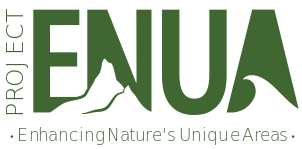 PROJECT
ENUA
· Enhancing Nature's Unique Areas ·